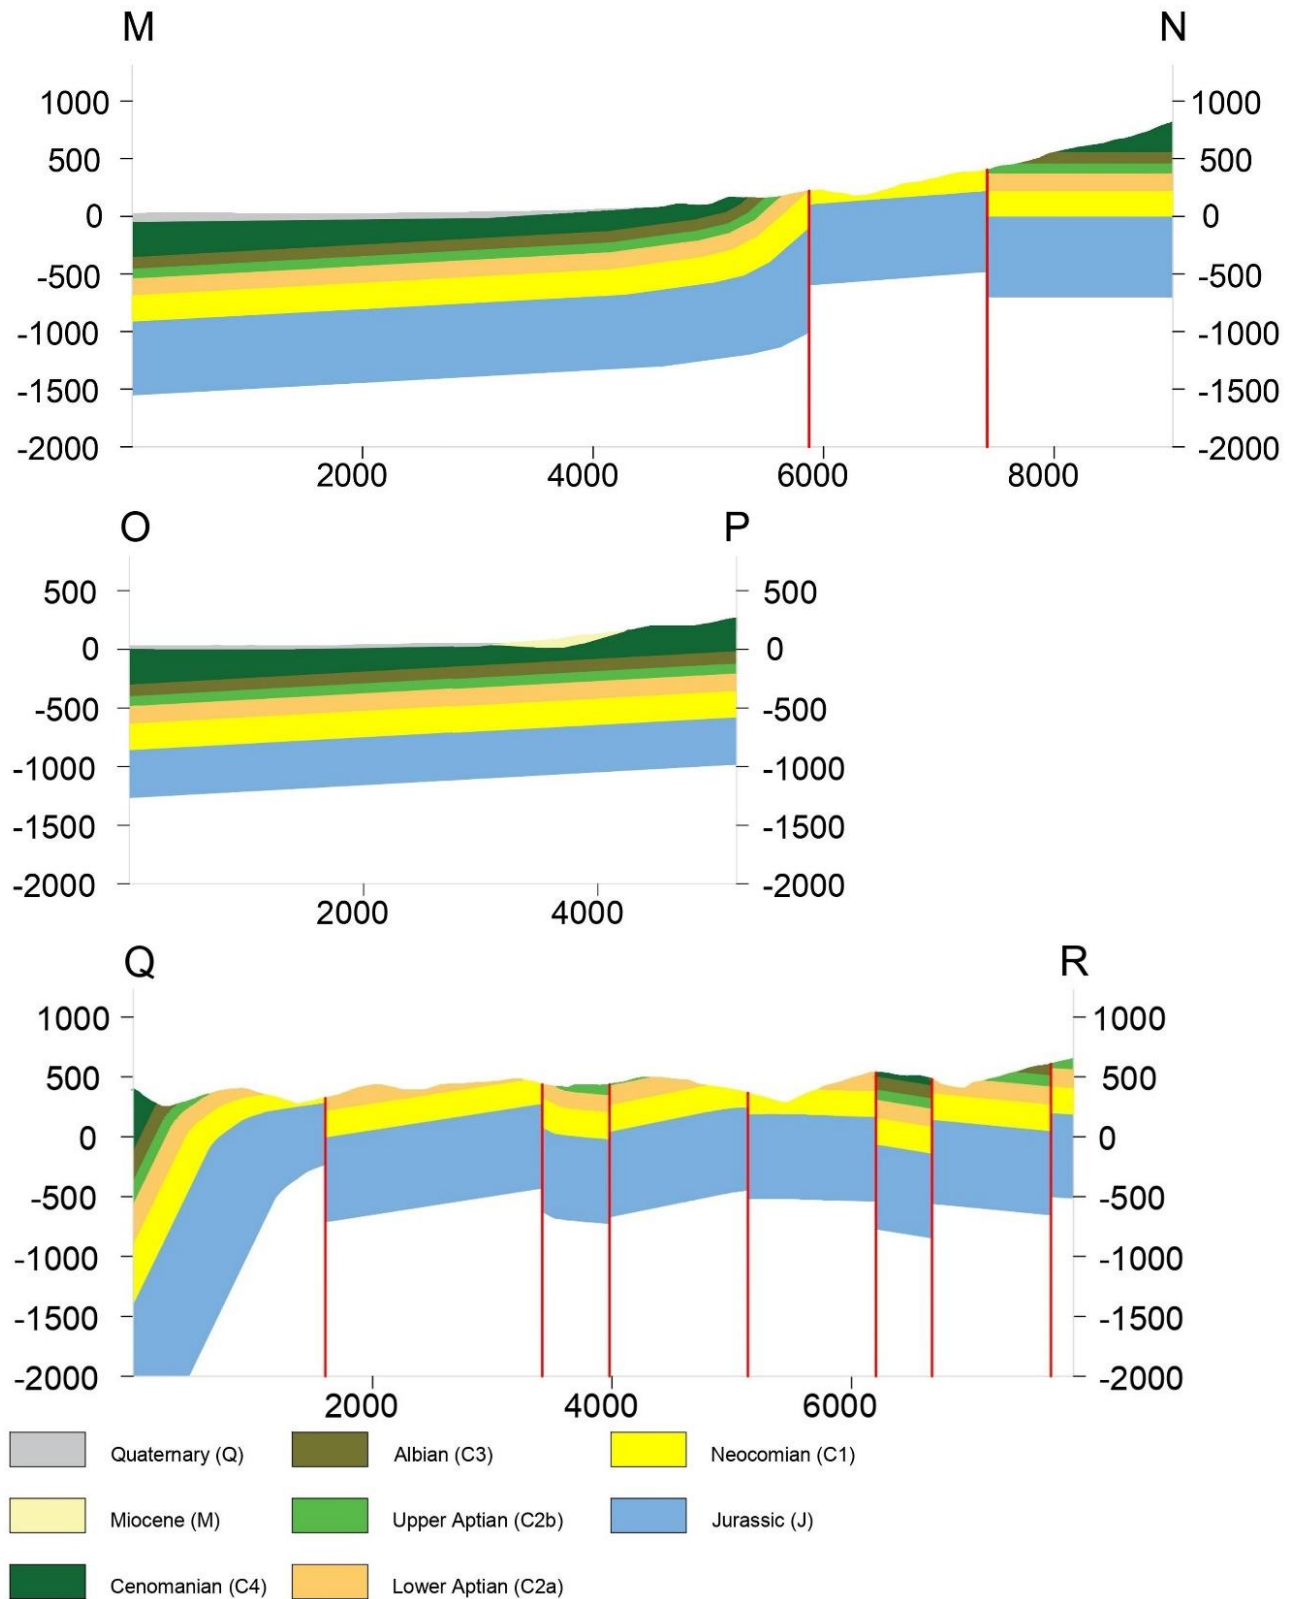 M N
1000 1000
500 500
0 0
-500 -500
-1000 -1000
-1500 -1500
-2000 -2000
2000 4000 6000 8000
O P
500 500
0 0
-500 -500
-1000 -1000
-1500 -1500
-2000 -2000
2000 4000
Q R
1000 1000
500 500
0 0
-500 -500
-1000 -1000
-1500 -1500
-2000 -2000
2000 4000 6000
Quaternary (Q) Albian (C3) Neocomian (C1)
Miocene (M) Upper Aptian (C2b) Jurassic (J)
Cenomanian (C4) Lower Aptian (C2a)